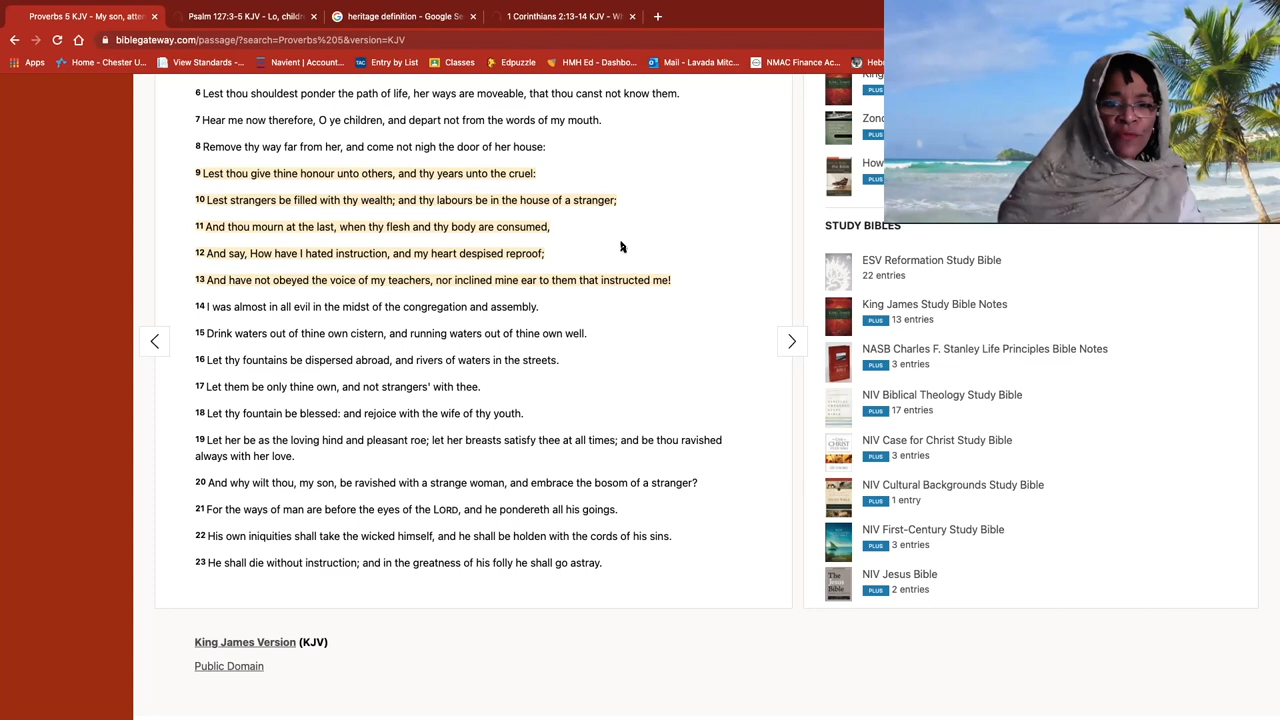 Proverbs 5 KJV - My son, atten
Psalm 127:3-5 KJV - Lo, childre
heritage definition - Google Se
1 Corinthians 2:13-14 KJV - Wh
biblegateway.com/passage/?search=Proverbs%205&version=KJV
Apps
Home - Chester U...
View Standards -...
Navient | Account...
Entry by List
Classes
Edpuzzle
HMH Ed - Dashbo...
Mail - Lavada Mitc...
NMAC Finance Ac...
Heb
6 Lest thou shouldest ponder the path of life, her ways are moveable, that thou canst not know them.
7 Hear me now therefore, O ye children, and depart not from the words of my mouth.
8 Remove thy way far from her, and come not nigh the door of her house:
9 Lest thou give thine honour unto others, and thy years unto the cruel:
10 Lest strangers be filled with thy wealth; and thy labours be in the house of a stranger;
11 And thou mourn at the last, when thy flesh and thy body are consumed,
12 And say, How have I hated instruction, and my heart despised reproof;
13 And have not obeyed the voice of my teachers, nor inclined mine ear to them that instructed me!
14 I was almost in all evil in the midst of the congregation and assembly.
15 Drink waters out of thine own cistern, and running waters out of thine own well.
16 Let thy fountains be dispersed abroad, and rivers of waters in the streets.
17 Let them be only thine own, and not strangers' with thee.
18 Let thy fountain be blessed: and rejoice with the wife of thy youth.
19 Let her be as the loving hind and pleasant roe; let her breasts satisfy thee at all times; and be thou ravished
always with her love.
20 And why wilt thou, my son, be ravished with a strange woman, and embrace the bosom of a stranger?
21 For the ways of man are before the eyes of the LORD, and he pondereth all his goings.
22 His own iniquities shall take the wicked himself, and he shall be holden with the cords of his sins.
23 He shall die without instruction; and in the greatness of his folly he shall go astray.
King James Version (KJV)
Public Domain
King
PLUS
Zond
PLUS
How
PLUS
STUDY BIBLES
ESV Reformation Study Bible
22 entries
King James Study Bible Notes
PLUS 13 entries
NASB Charles F. Stanley Life Principles Bible Notes
PLUS 3 entries
NIV Biblical Theology Study Bible
PLUS 17 entries
NIV Case for Christ Study Bible
PLUS 3 entries
NIV Cultural Backgrounds Study Bible
PLUS 1 entry
NIV First-Century Study Bible
PLUS 3 entries
NIV Jesus Bible
PLUS 2 entries